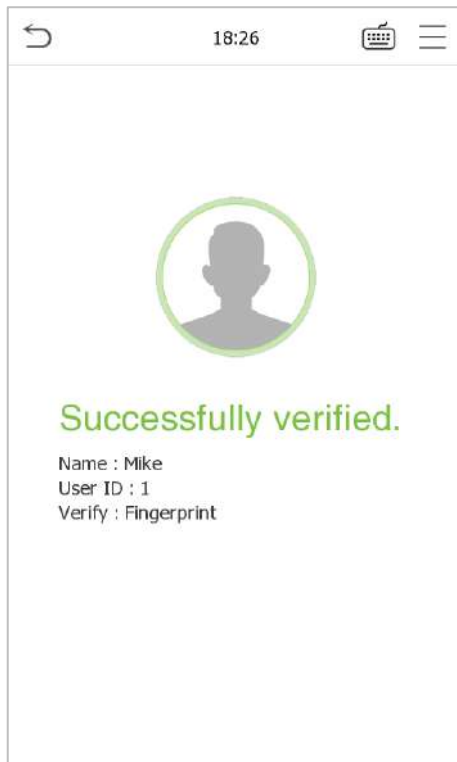 18:26
Successfully verified.
Name : Mike
User ID : 1
Verify : Fingerprint